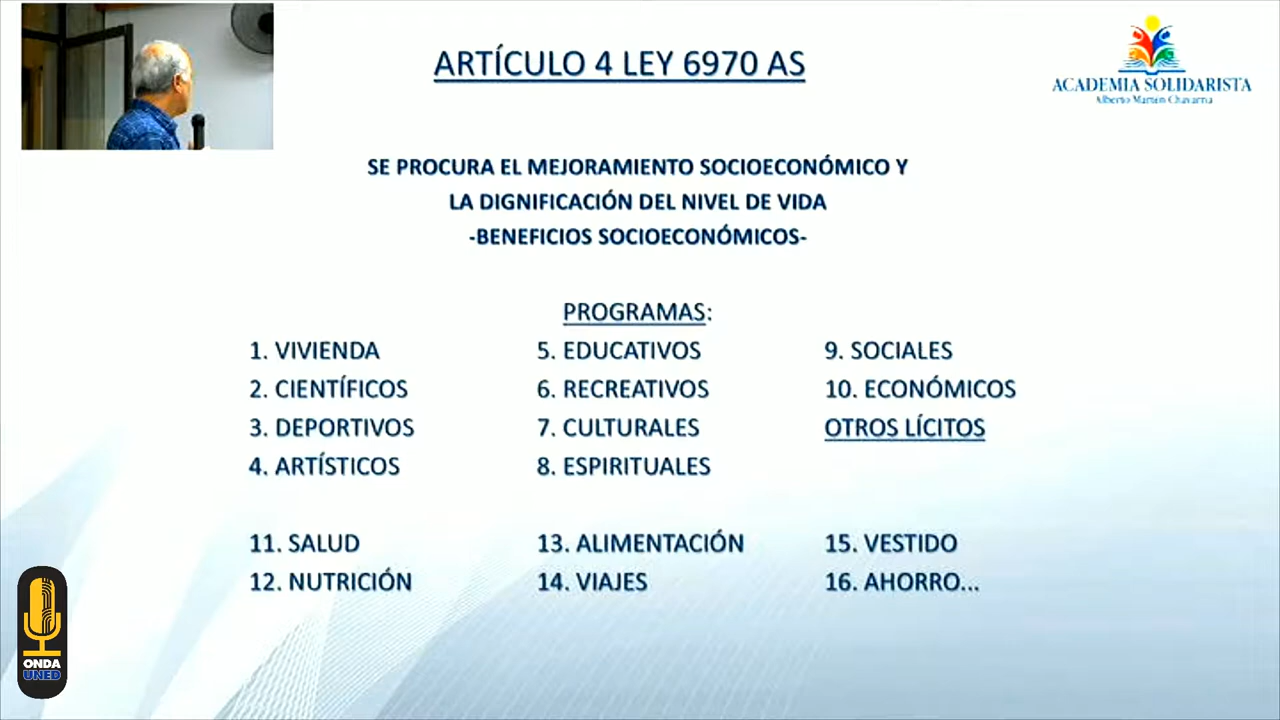 ARTÍCULO 4 LEY 6970 AS
ACADEMIA SOLIDARISTA
Alberto Martén Chavarría
SE PROCURA EL MEJORAMIENTO SOCIOECONÓMICO Y
LA DIGNIFICACIÓN DEL NIVEL DE VIDA
-BENEFICIOS SOCIOECONÓMICOS-
PROGRAMAS:
1. VIVIENDA
2. CIENTÍFICOS
3. DEPORTIVOS
4. ARTÍSTICOS
5. EDUCATIVOS
6. RECREATIVOS
7. CULTURALES
8. ESPIRITUALES
9. SOCIALES
10. ECONÓMICOS
OTROS LÍCITOS
11. SALUD
12. NUTRICIÓN
13. ALIMENTACIÓN
14. VIAJES
15. VESTIDO
16. AHORRO...
ONDA
UNED